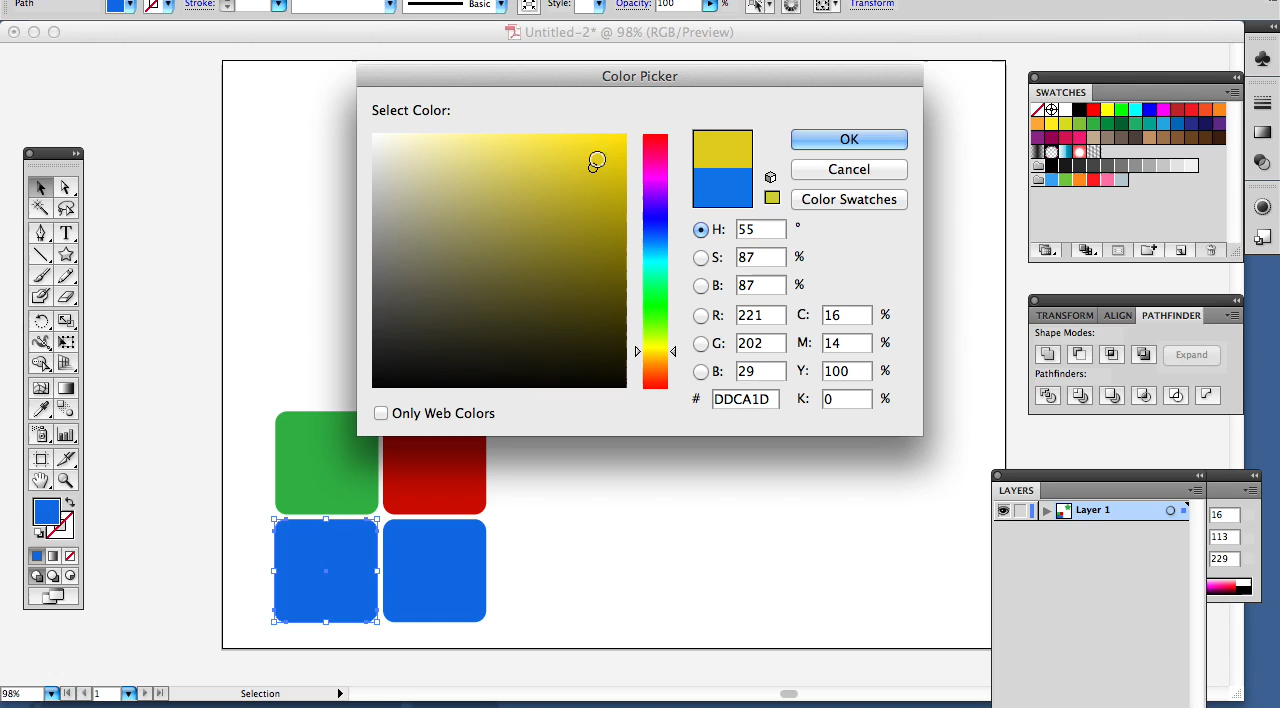 Path Stroke: Basic Style: Opacity: 100 % Transform
Untitled-2* @ 98% (RGB/Preview)
Color Picker
Select Color:
OK
Cancel
Color Swatches
H: 55 °
S: 87 %
B: 87 %
R: 221 C: 16 %
G: 202 M: 14 %
B: 29 Y: 100 %
# DDCA1D K: 0 %
Only Web Colors
SWATCHES
TRANSFORM ALIGN PATHFINDER
Shape Modes:
Expand
Pathfinders:
LAYERS
Layer 1
16
113
229
98% 1 Selection